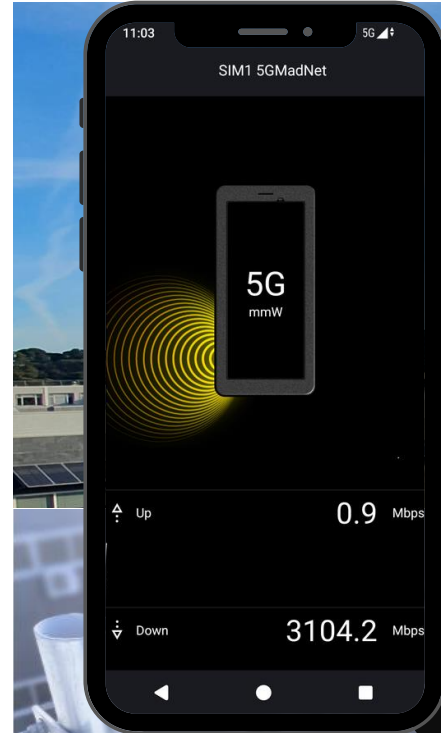 11:03
5G
SIM1 5GMadNet
5G
mmW
Up 0.9 Mbps
Down 3104.2 Mbps